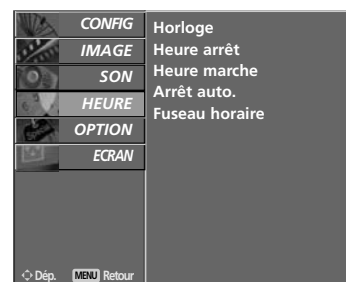 CONFIG
IMAGE
SON
HEURE
OPTION
ECRAN
Horloge
Heure arrêt
Heure marche
Arrêt auto.
Fuseau horaire
Dép. MENU Retour